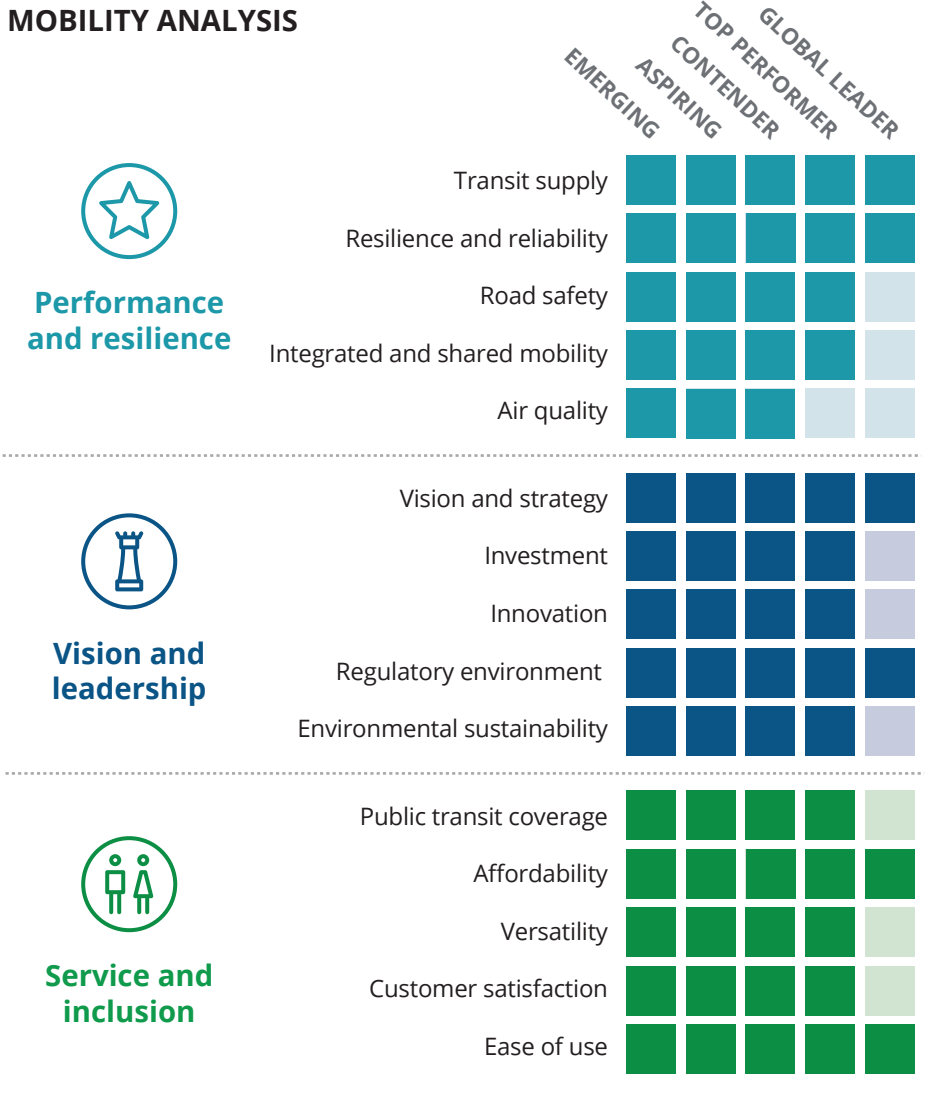 MOBILITY ANALYSIS
EMERGING
ASPIRING
CONTENDER
TOP PERFORMER
GLOBAL LEADER
Performance
and resilience
Transit supply
Resilience and reliability
Road safety
Integrated and shared mobility
Air quality
Vision and
leadership
Vision and strategy
Investment
Innovation
Regulatory environment
Environmental sustainability
Service and
inclusion
Public transit coverage
Affordability
Versatility
Customer satisfaction
Ease of use